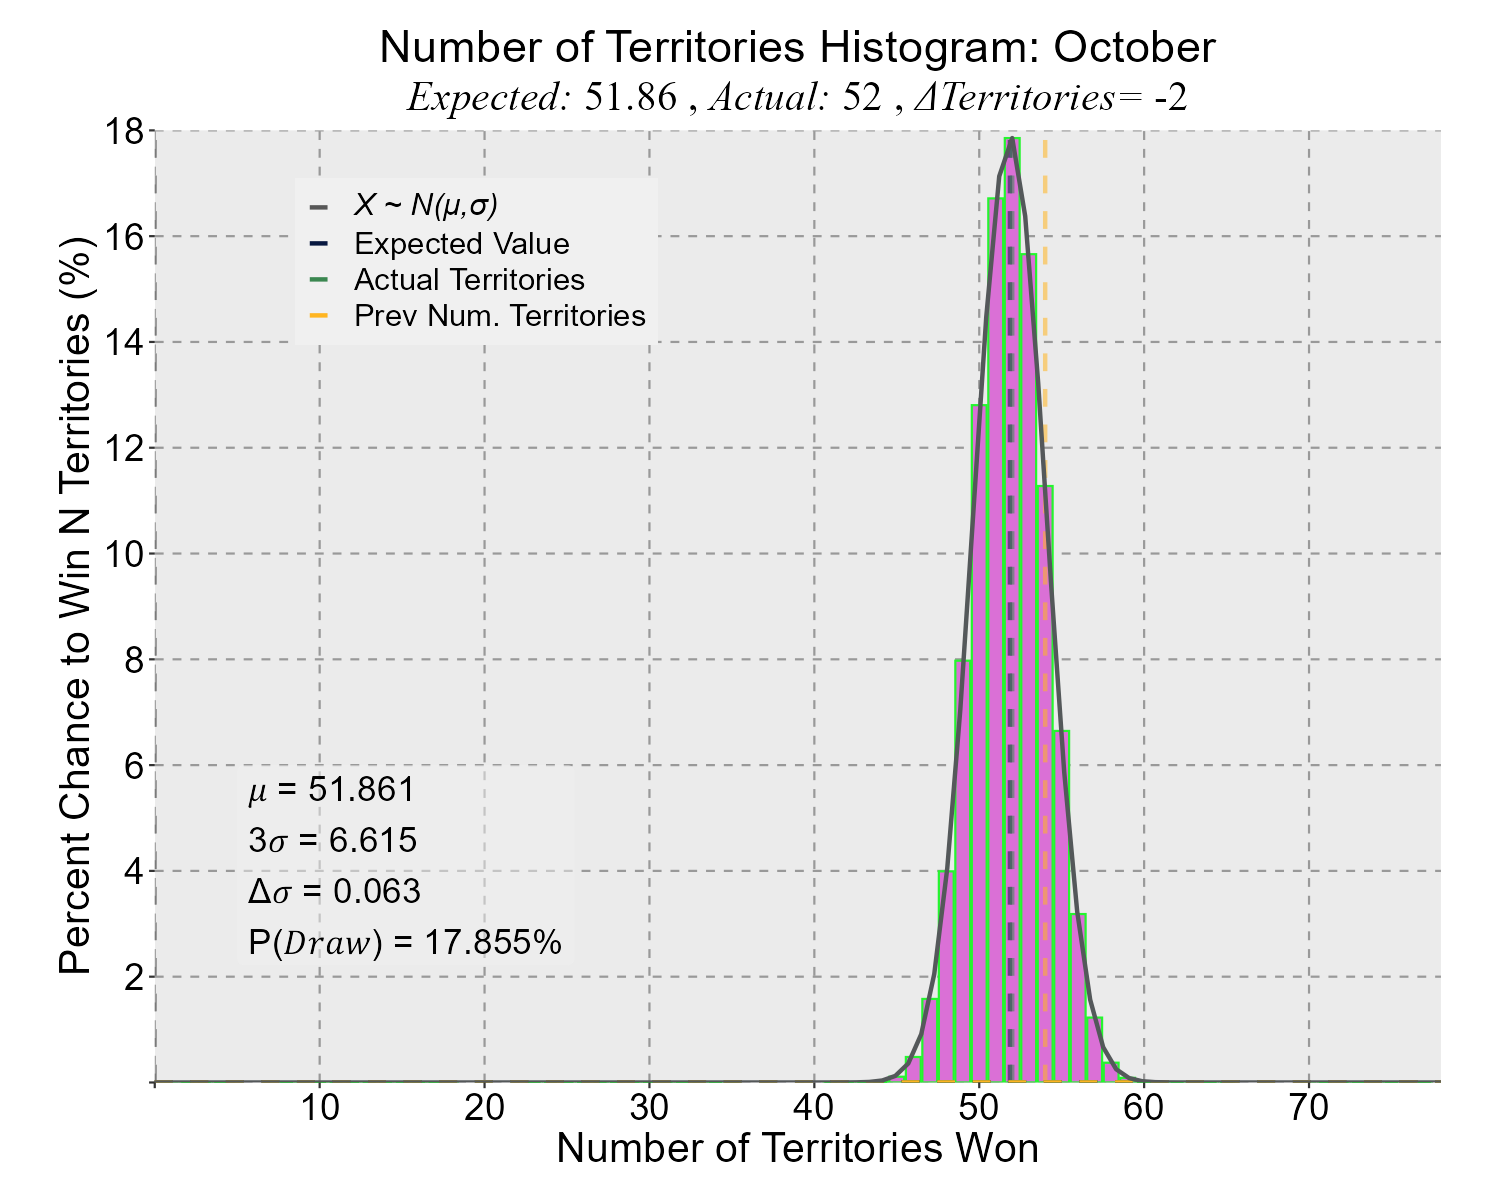 Number of Territories Histogram: October
Expected: 51.86 , Actual: 52 , ΔTerritories= -2
Percent Chance to Win N Territories (%)
18
16
14
12
10
8
6
4
2
X ~ N(μ,σ)
Expected Value
Actual Territories
Prev Num. Territories
μ = 51.861
3σ = 6.615
Δσ = 0.063
P(Draw) = 17.855%
10 20 30 40 50 60 70
Number of Territories Won